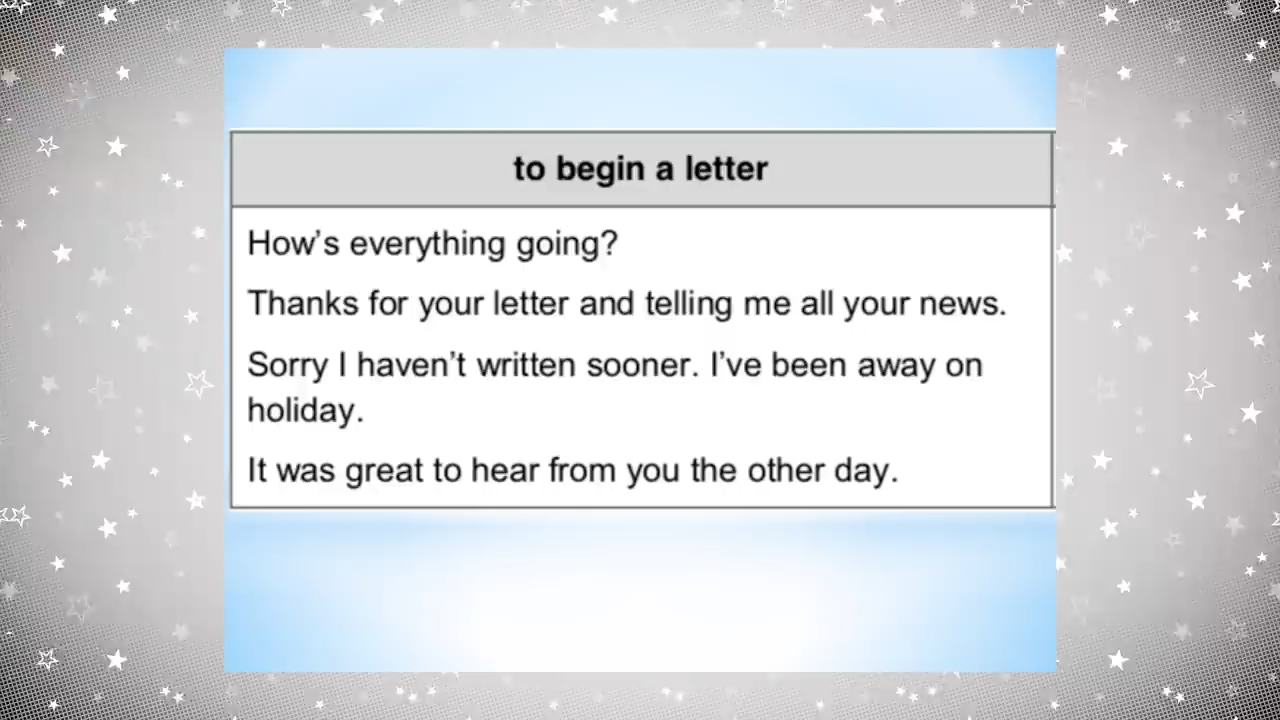 to begin a letter
How’s everything going?
Thanks for your letter and telling me all your news.
Sorry I haven’t written sooner. I’ve been away on
holiday.
It was great to hear from you the other day.